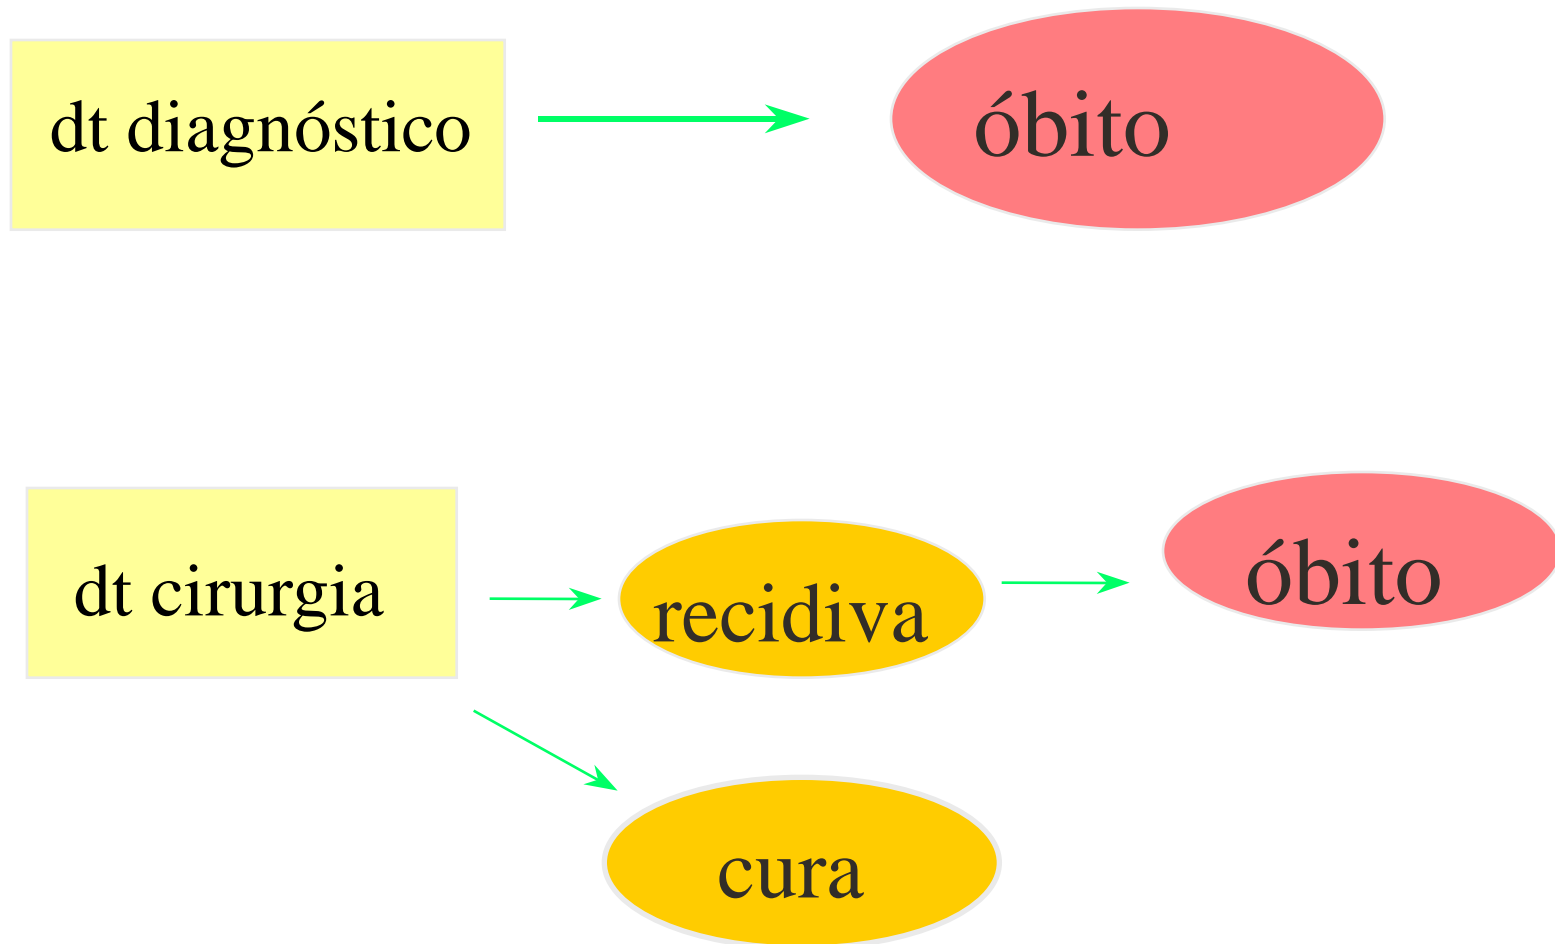 dt diagnóstico
óbito
dt cirurgia
recidiva
óbito
cura